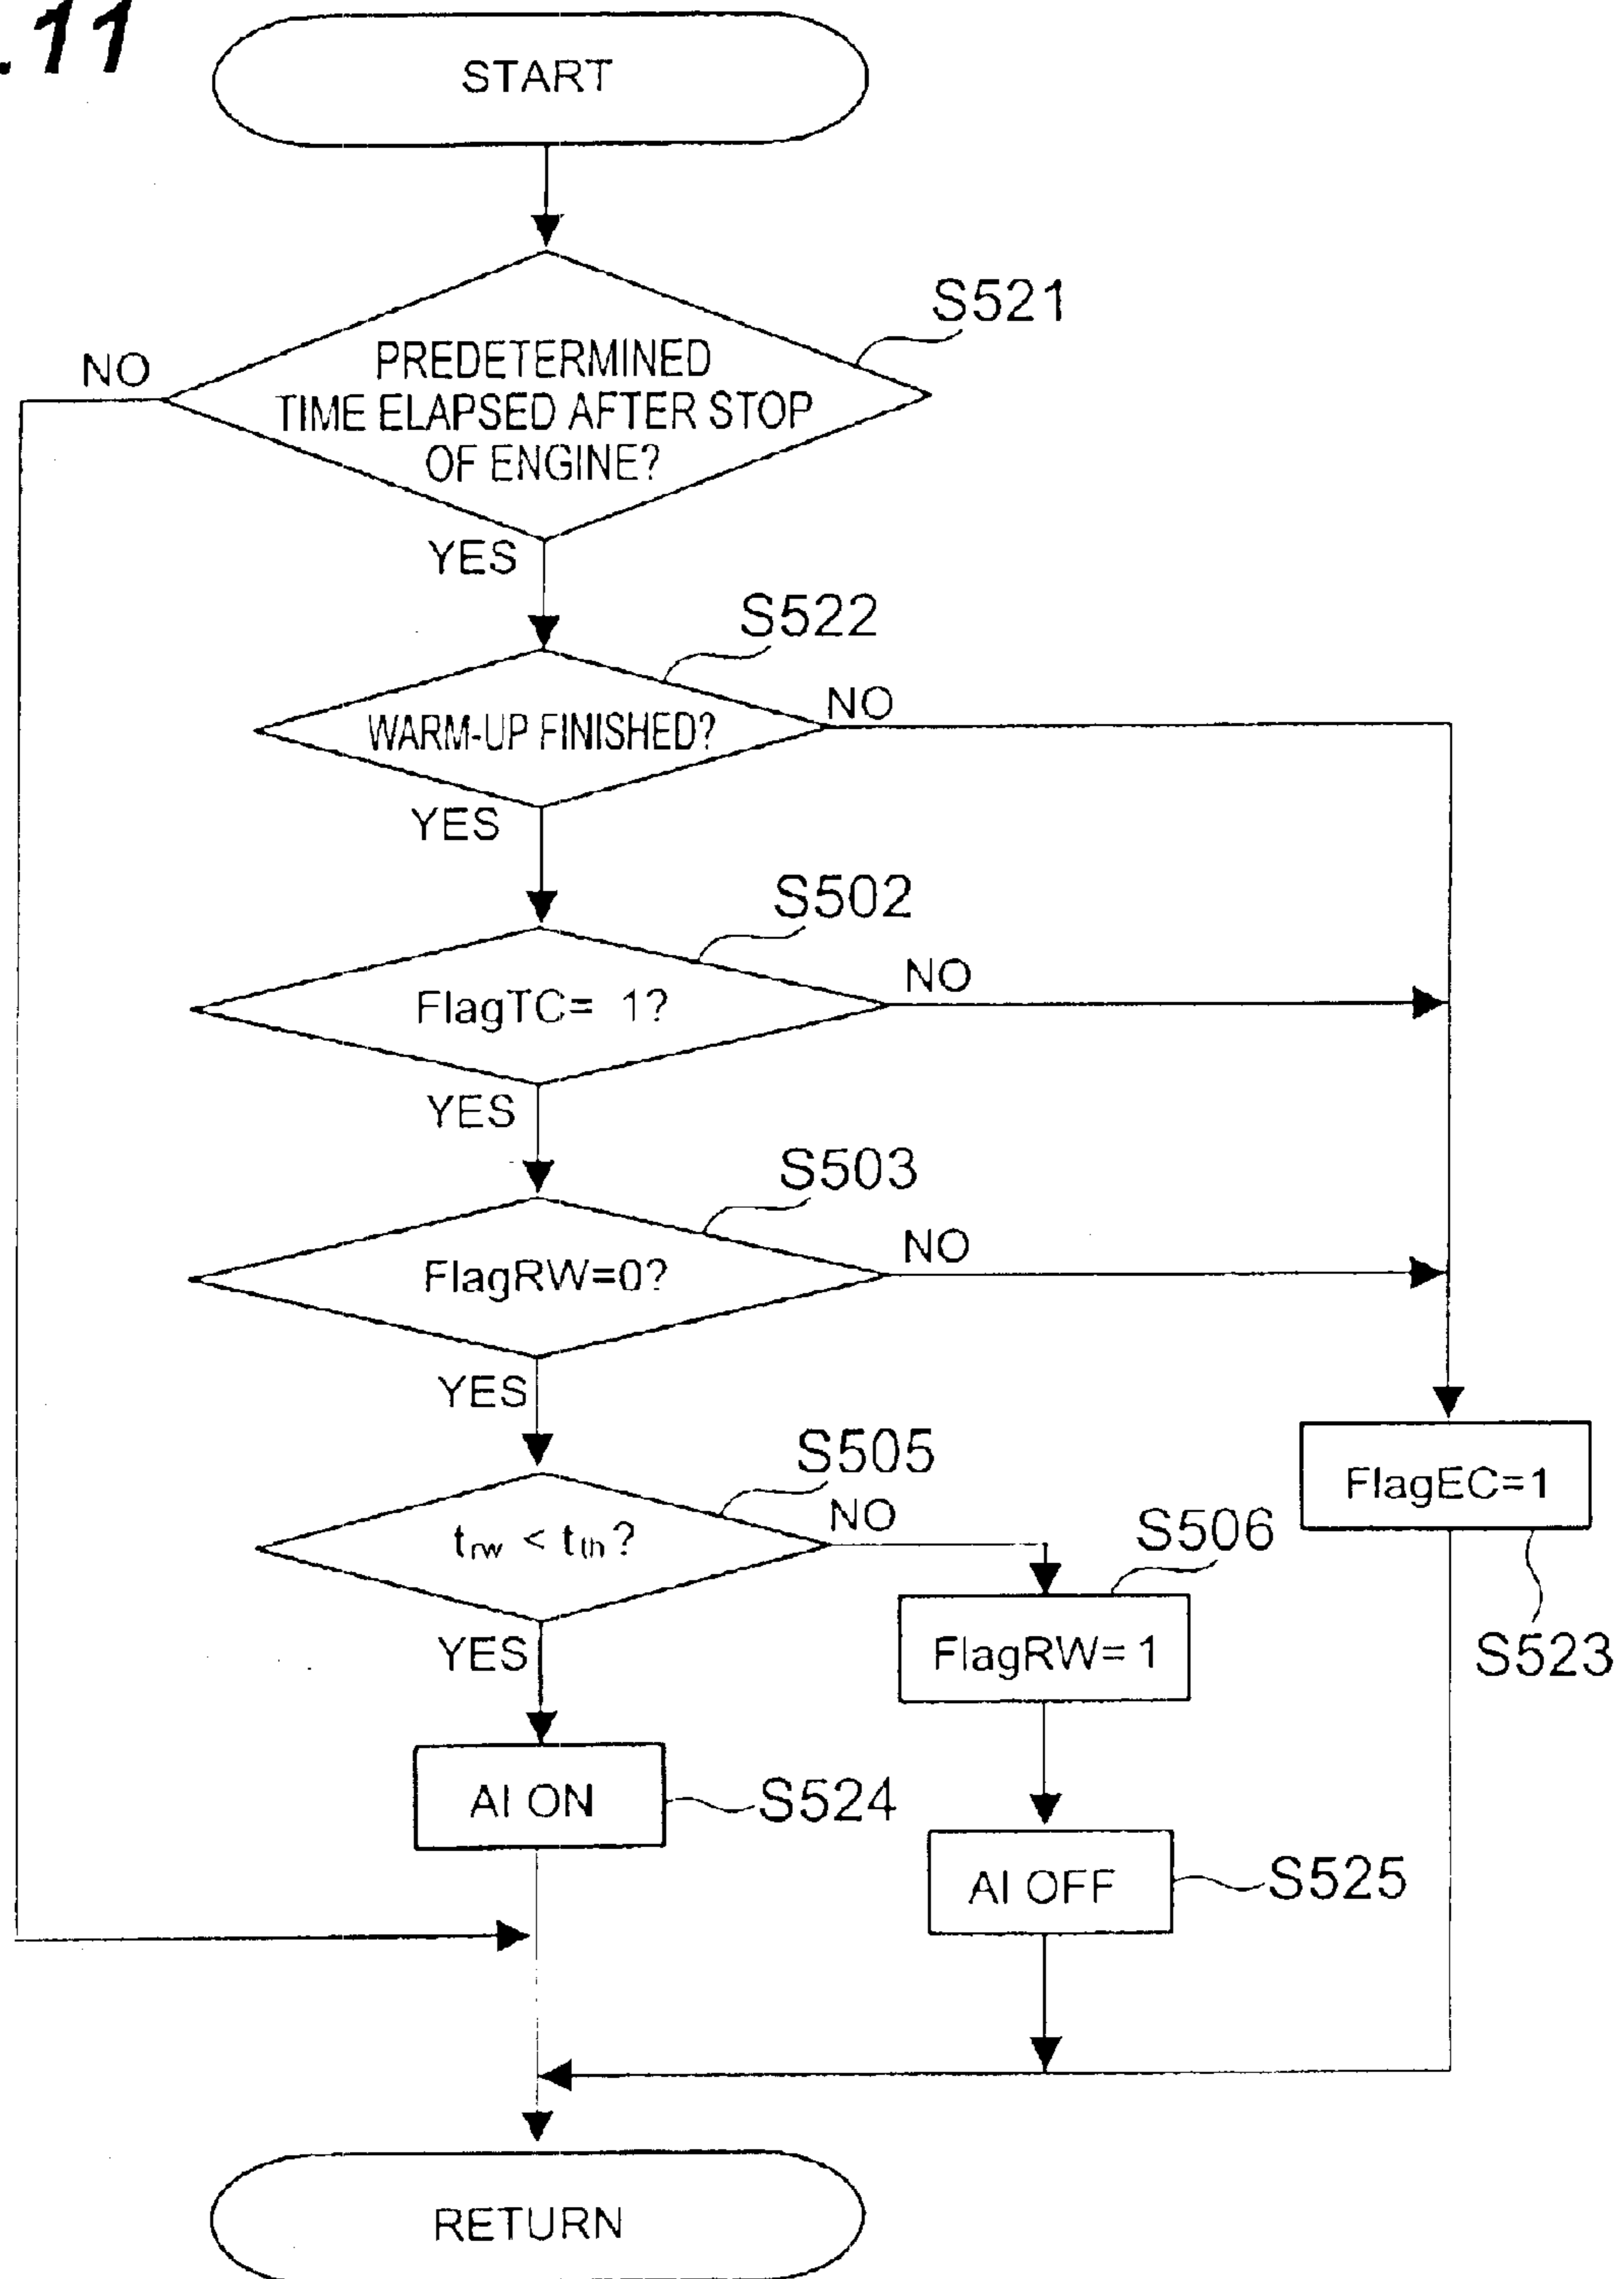 .11
START
S521
NO
PREDETERMINED
TIME ELAPSED AFTER STOP
OF ENGINE?
YES
S522
NO
WARM-UP FINISHED?
YES
S502
NO
FlagTC= 1?
YES
S503
NO
FlagRW=0?
YES
S505
NO
trw < tth?
S506
FlagEC=1
YES
FlagRW=1
S523
AI ON
S524
AI OFF
S525
RETURN